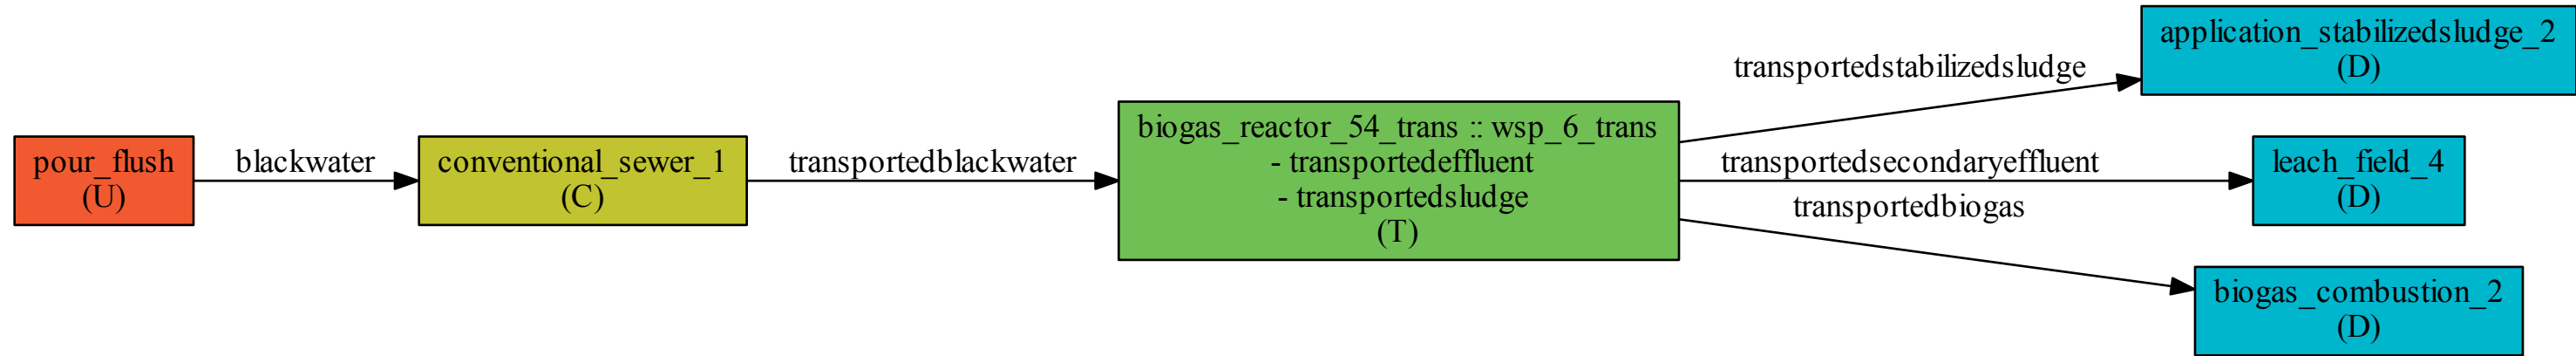 pour_flush
(U)
blackwater
conventional_sewer_1
(C)
transportedblackwater
biogas_reactor_54_trans :: wsp_6_trans
- transportedeffluent
- transportedsludge
(T)
transportedstabilizedsludge
transportedsecondaryeffluent
transportedbiogas
application_stabilizedsludge_2
(D)
leach_field_4
(D)
biogas_combustion_2
(D)